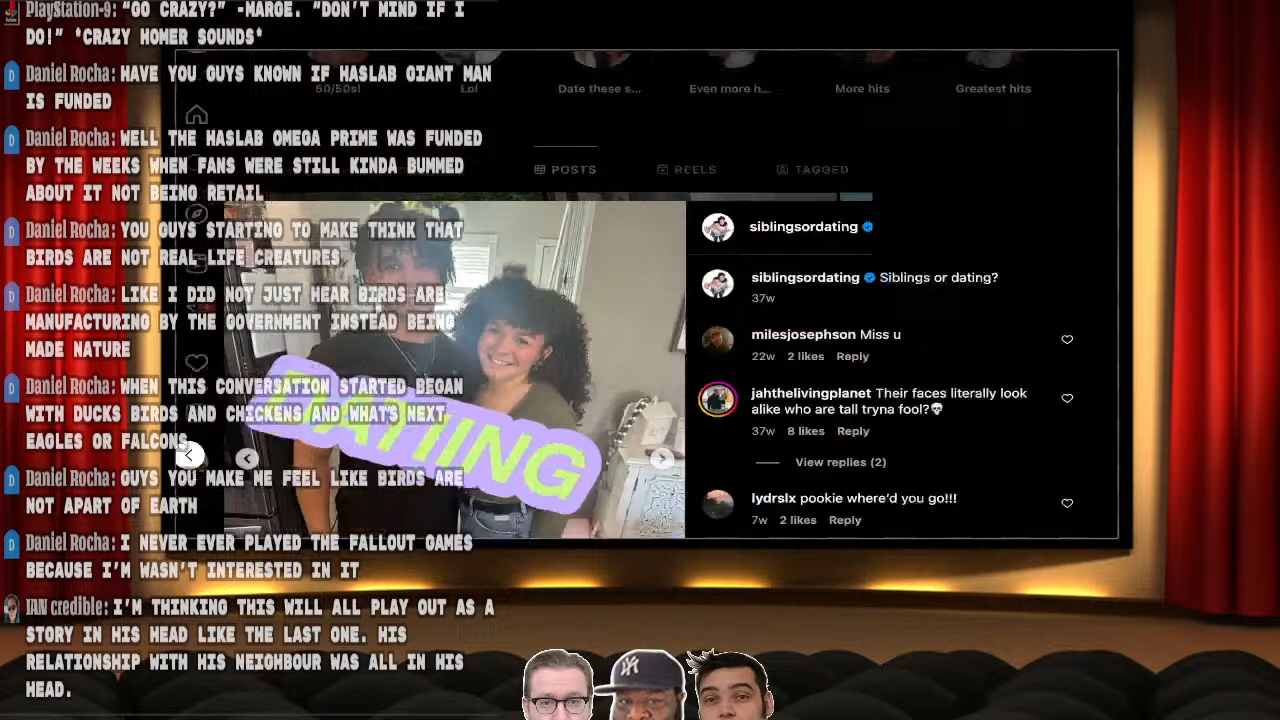 PlayStation-9: "GO CRAZY?" -MARGE. "DON'T MIND IF I
DO!" *CRAZY HOMER SOUNDS*
Daniel Rocha: HAVE YOU GUYS KNOWN IF HASLAB GIANT MAN
IS FUNDED
Daniel Rocha: WELL THE HASLAB OMEGA PRIME WAS FUNDED
BY THE WEEKS WHEN FANS WERE STILL KINDA BUMMED
ABOUT IT NOT BEING RETAIL
Daniel Rocha: YOU GUYS STARTING TO MAKE THINK THAT
BIRDS ARE NOT REAL LIFE CREATURES
Daniel Rocha: LIKE I DID NOT JUST HEAR BIRDS ARE
MANUFACTURING BY THE GOVERNMENT INSTEAD BEING
MADE NATURE
Daniel Rocha: WHEN THIS CONVERSATION STARTED BEGAN
WITH DUCKS BIRDS AND CHICKENS AND WHAT'S NEXT
EAGLES OR FALCONS
Daniel Rocha: GUYS YOU MAKE ME FEEL LIKE BIRDS ARE
NOT APART OF EARTH
Daniel Rocha: I NEVER EVER PLAYED THE FALLOUT GAMES
BECAUSE I'M WASN'T INTERESTED IN IT
IAN credible: I'M THINKING THIS WILL ALL PLAY OUT AS A
STORY IN HIS HEAD LIKE THE LAST ONE. HIS
RELATIONSHIP WITH HIS NEIGHBOUR WAS ALL IN HIS
HEAD.
50/50s!
Lol
Date these s...
Even more h...
More hits
Greatest hits
POSTS
REELS
TAGGED
DATIING
siblingsordating
siblingsordating Siblings or dating?
37w
milesjosephson Miss u
22w 2 likes Reply
jahthelivingplanet Their faces literally look
alike who are tall tryna fool?💀
37w 8 likes Reply
View replies (2)
lydrslx pookie where'd you go!!!
7w 2 likes Reply